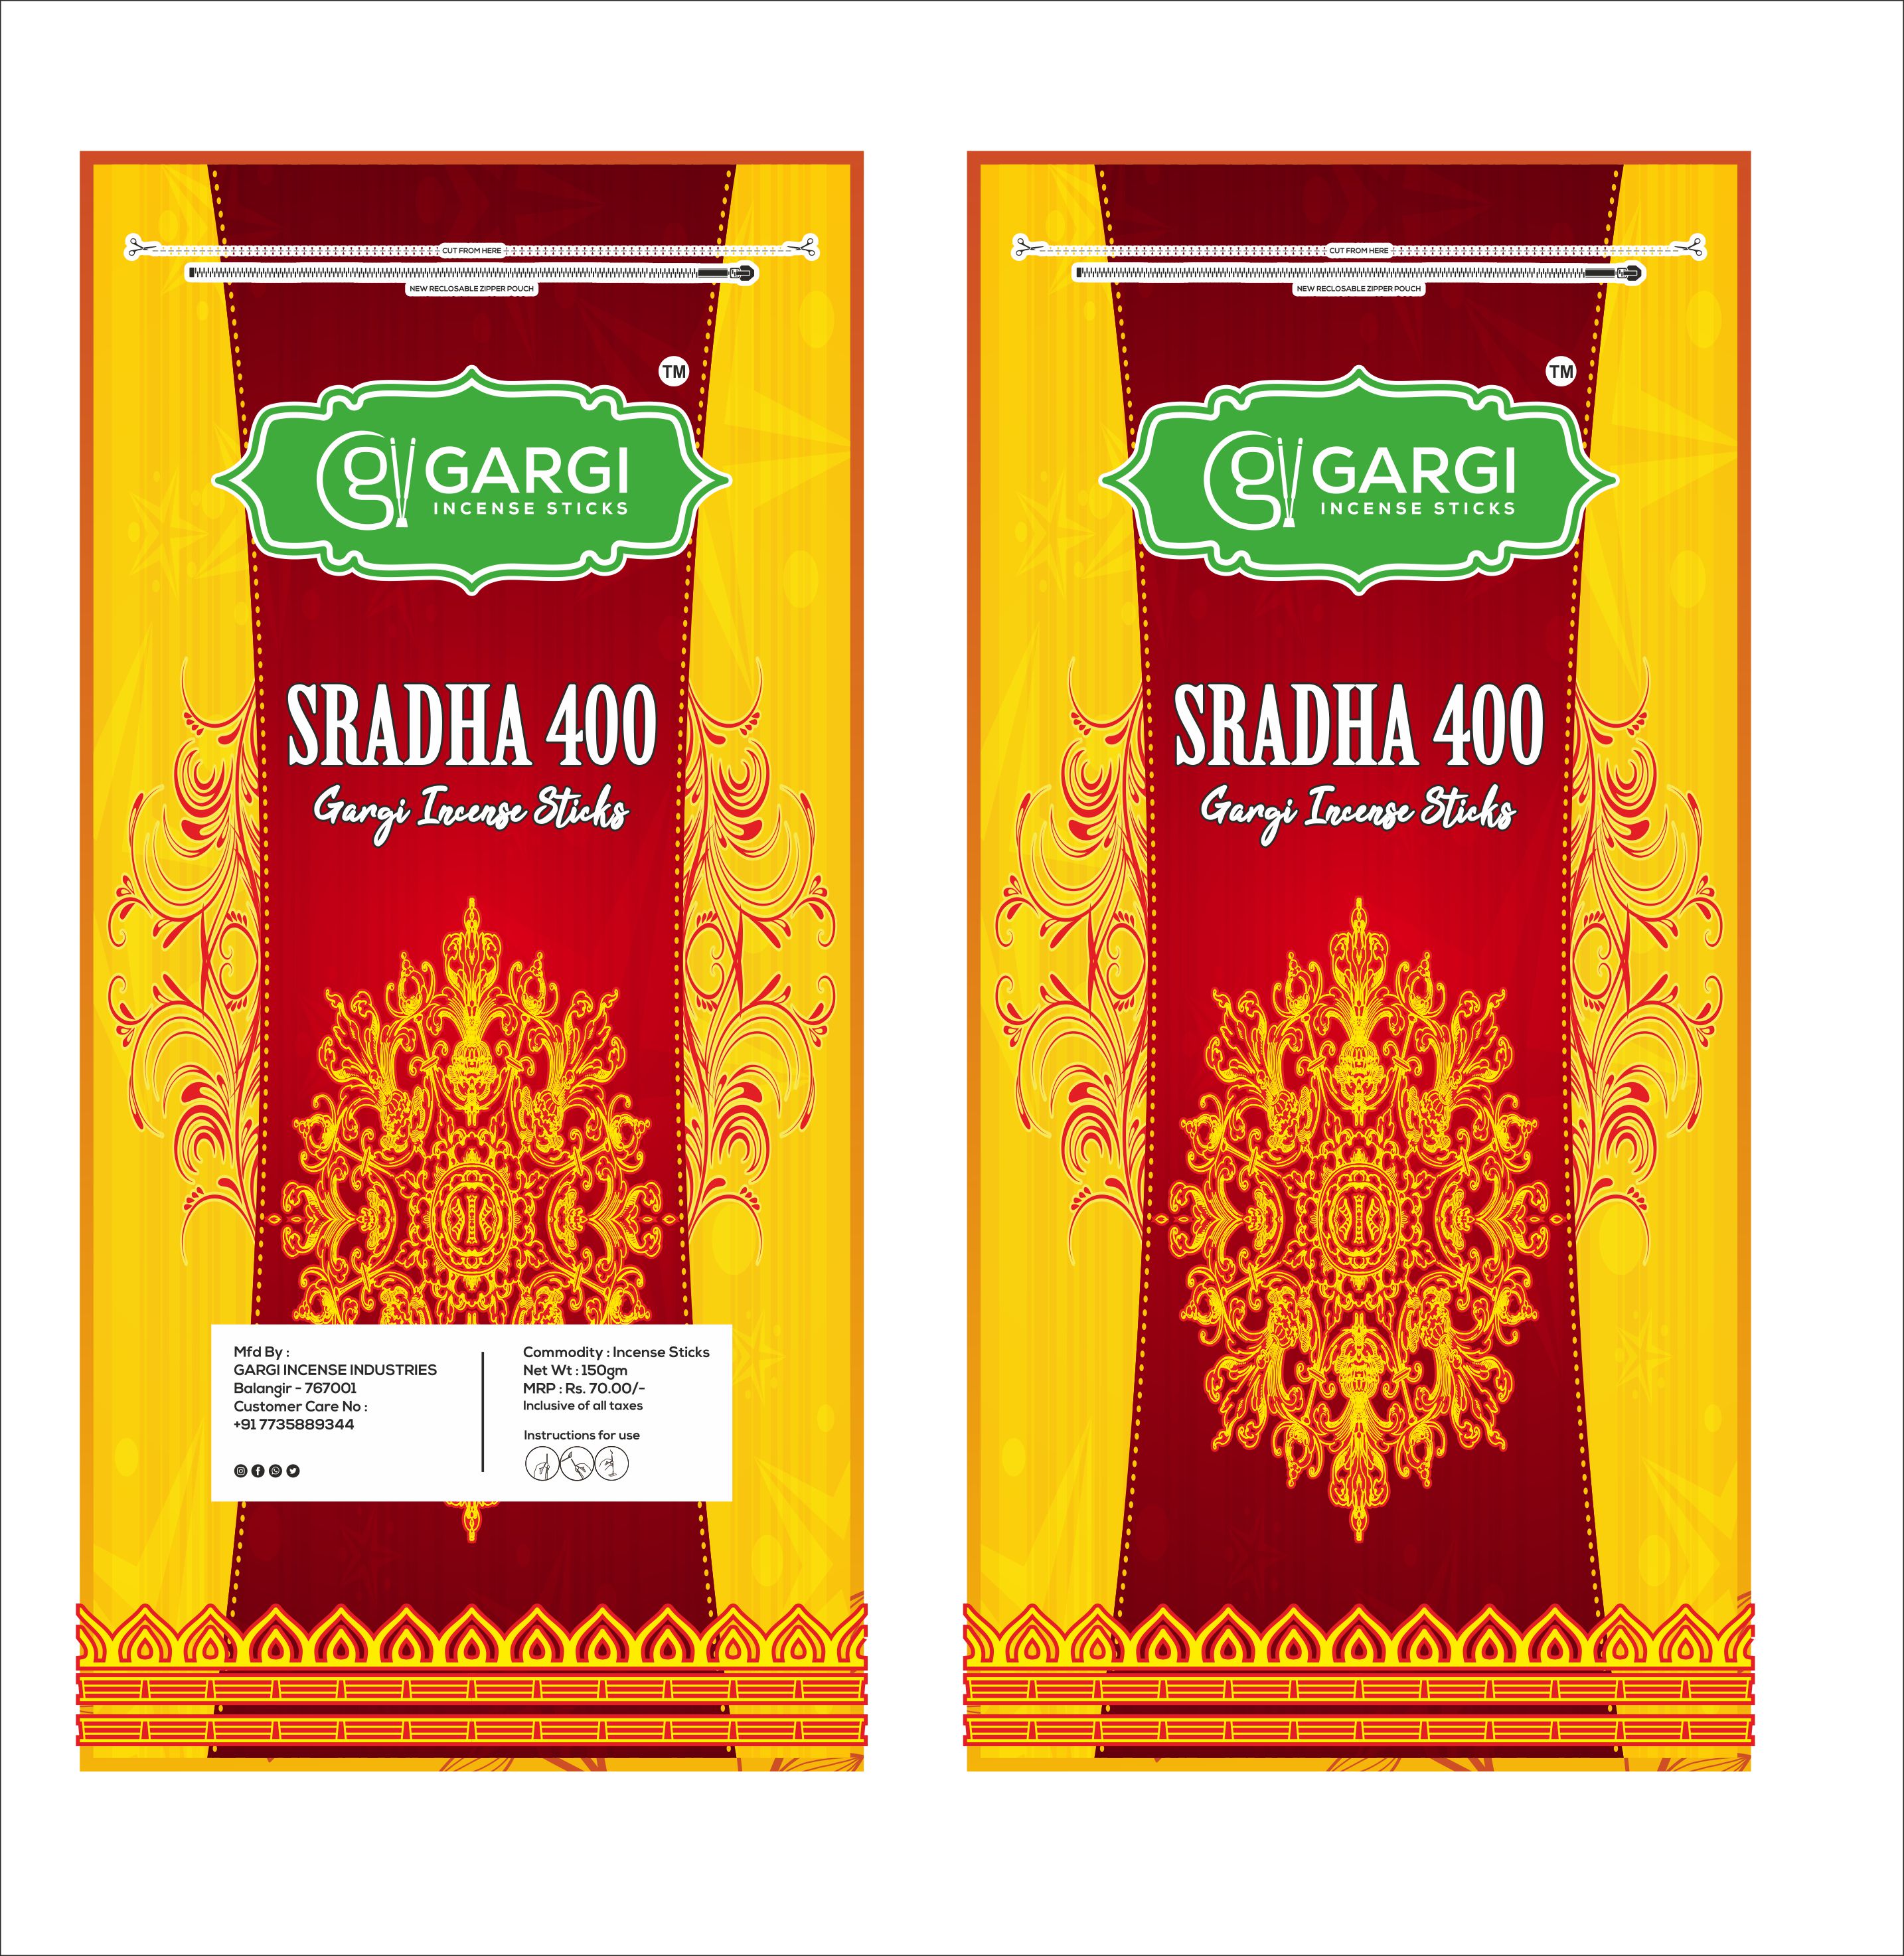 CUT FROM HERE
NEW RECLOSABLE ZIPPER POUCH
TM
g GARGI
INCENSE STICKS
SRADHA 400
Gargi Incense Sticks
Mfd By :
GARGI INCENSE INDUSTRIES
Balangir - 767001
Customer Care No :
+91 7735889344
Commodity : Incense Sticks
Net Wt : 150gm
MRP : Rs. 70.00/-
Inclusive of all taxes
Instructions for use
CUT FROM HERE
NEW RECLOSABLE ZIPPER POUCH
TM
g GARGI
INCENSE STICKS
SRADHA 400
Gargi Incense Sticks